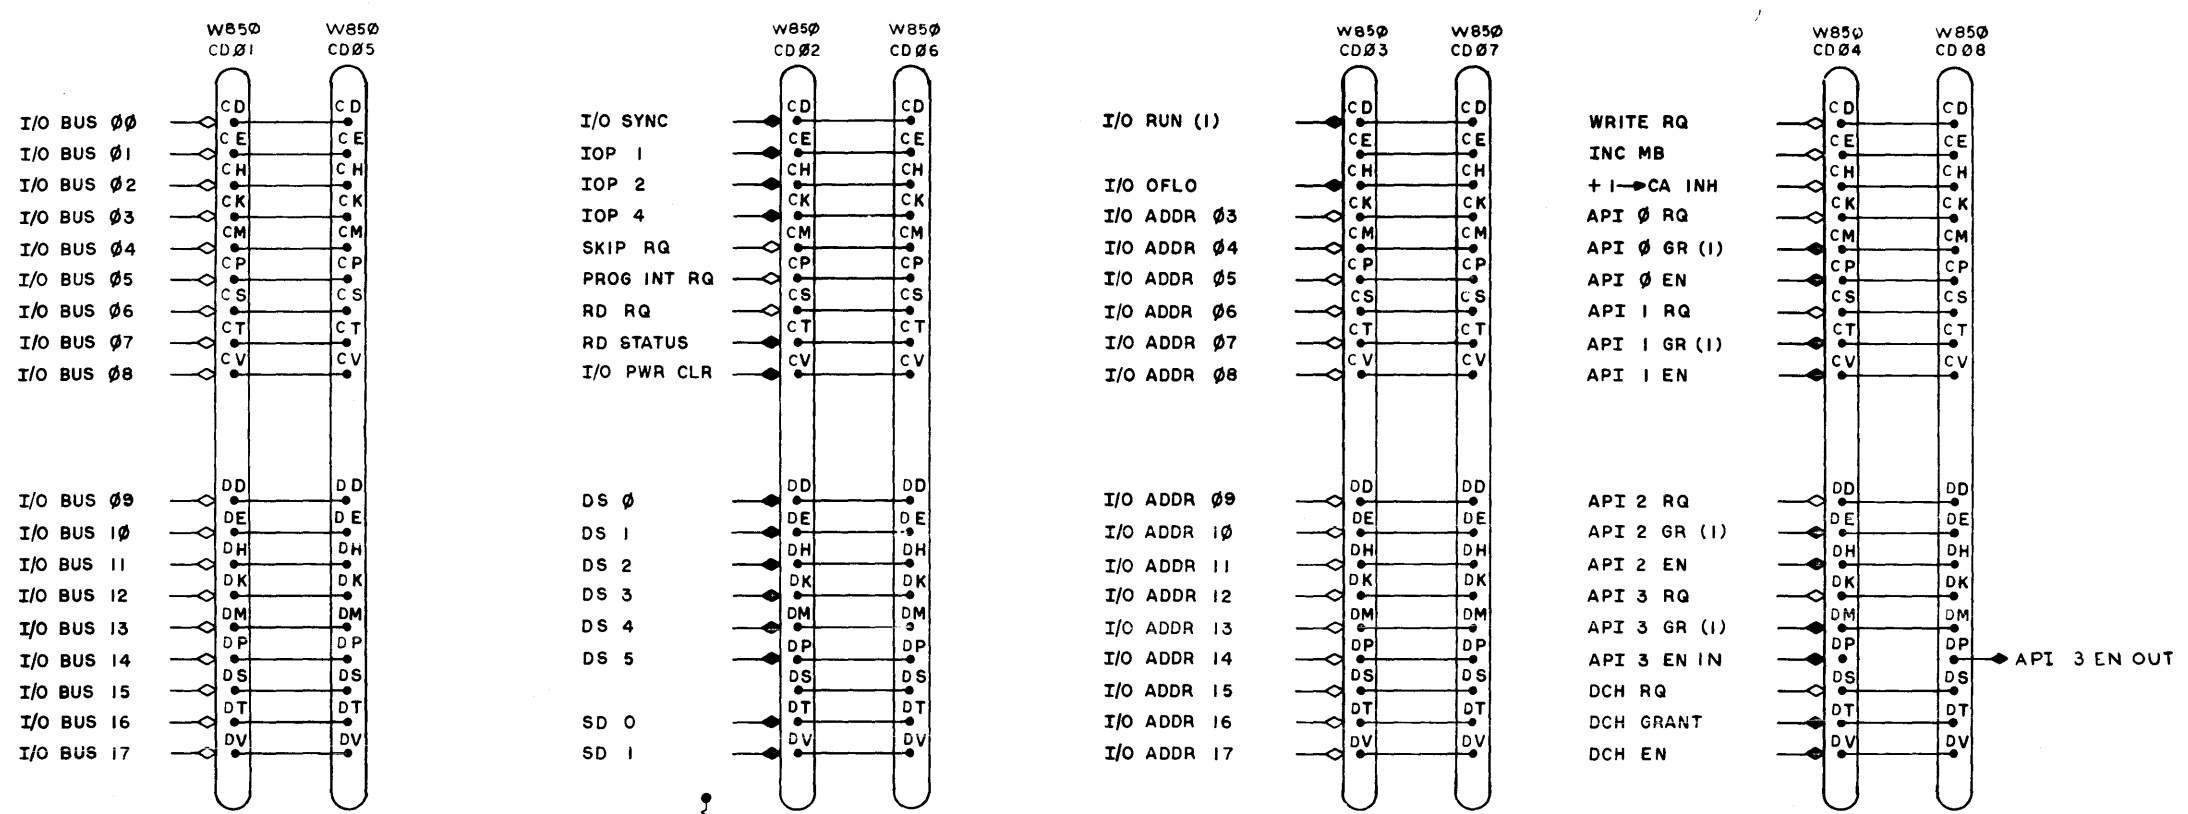 W850 W850 W850 W850 W850 W850 W850 W850
CDØ1 CDØ5 CDØ2 CDØ6 CDØ3 CDØ7 CDØ4 CDØ8
CD CD CD CD CD CD CD CD
I/O BUS ØØ I/O SYNC I/O RUN (1) WRITE RQ
CE CE CE CE CE CE CE CE
I/O BUS Ø1 IOP 1 INC MB
CH CH CH CH CH CH CH CH
I/O BUS Ø2 IOP 2 I/O OFLO +1→CA INH
CK CK CK CK CK CK CK CK
I/O BUS Ø3 IOP 4 I/O ADDR Ø3 API Ø RQ
CM CM CM CM CM CM CM CM
I/O BUS Ø4 SKIP RQ I/O ADDR Ø4 API Ø GR (1)
CP CP CP CP CP CP CP CP
I/O BUS Ø5 PROG INT RQ I/O ADDR Ø5 API Ø EN
CS CS CS CS CS CS CS CS
I/O BUS Ø6 RD RQ I/O ADDR Ø6 API 1 RQ
CT CT CT CT CT CT CT CT
I/O BUS Ø7 RD STATUS I/O ADDR Ø7 API 1 GR (1)
CV CV CV CV CV CV CV CV
I/O BUS Ø8 I/O PWR CLR I/O ADDR Ø8 API 1 EN
DD DD DD DD DD DD DD DD
I/O BUS Ø9 DS Ø I/O ADDR Ø9 API 2 RQ
DE DE DE DE DE DE DE DE
I/O BUS 1Ø DS 1 I/O ADDR 1Ø API 2 GR (1)
DH DH DH DH DH DH DH DH
I/O BUS 11 DS 2 I/O ADDR 11 API 2 EN
DK DK DK DK DK DK DK DK
I/O BUS 12 DS 3 I/O ADDR 12 API 3 RQ
DM DM DM DM DM DM DM DM
I/O BUS 13 DS 4 I/O ADDR 13 API 3 GR (1)
DP DP DP DP DP DP DP DP
I/O BUS 14 DS 5 I/O ADDR 14 API 3 EN IN API 3 EN OUT
DS DS DS DS DS DS DS DS
I/O BUS 15 I/O ADDR 15 DCH RQ
DT DT DT DT DT DT DT DT
I/O BUS 16 SD 0 I/O ADDR 16 DCH GRANT
DV DV DV DV DV DV DV DV
I/O BUS 17 SD 1 I/O ADDR 17 DCH EN